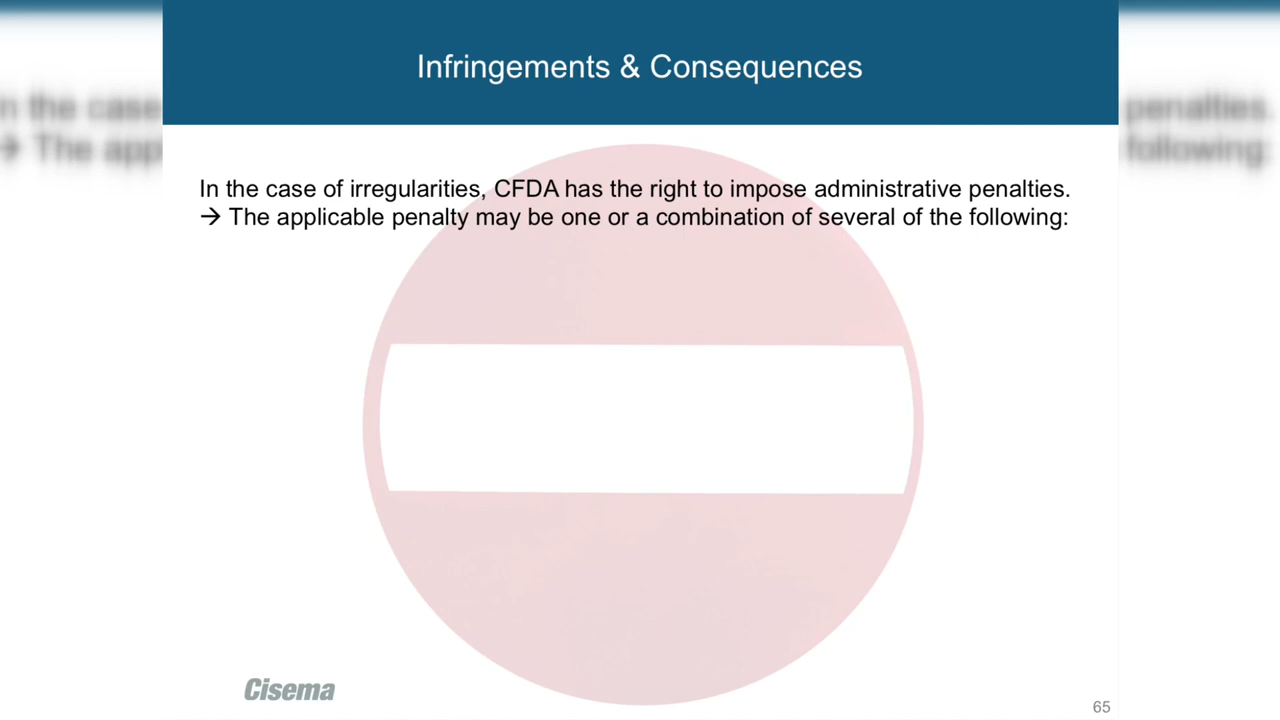 Infringements & Consequences
In the case of irregularities, CFDA has the right to impose administrative penalties.
→ The applicable penalty may be one or a combination of several of the following:
Cisema
65